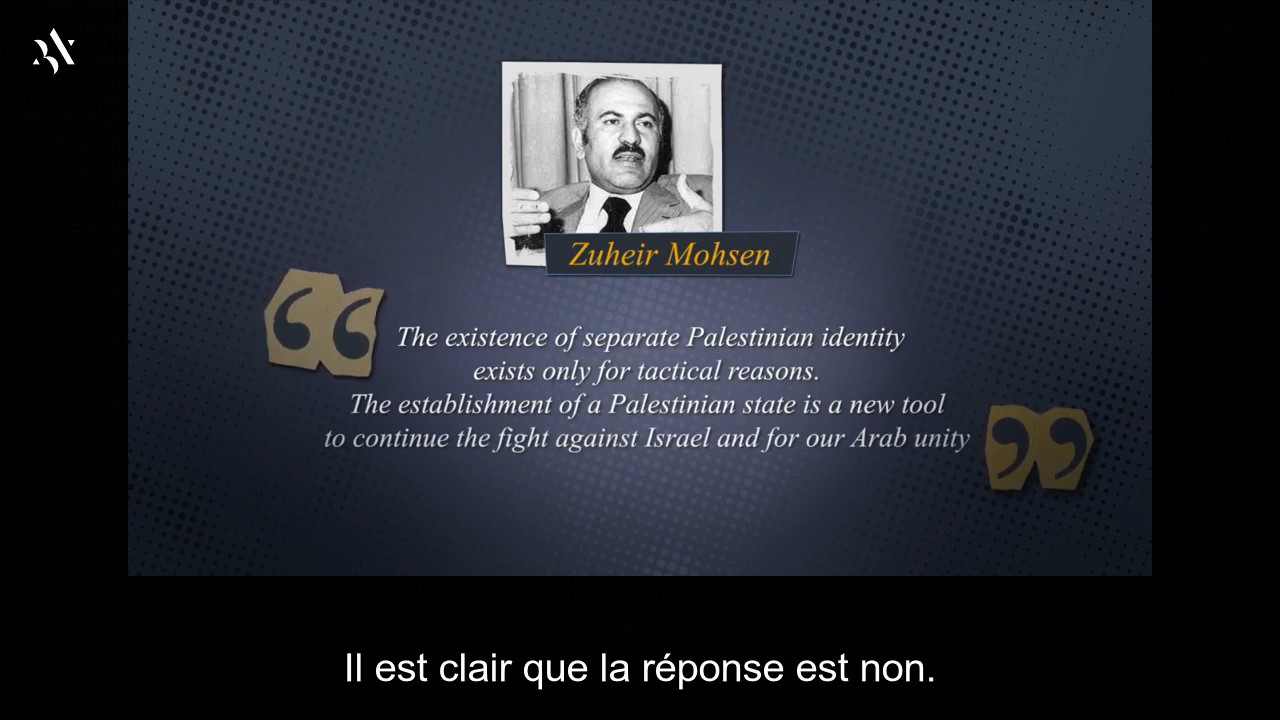 Zuheir Mohsen
The existence of separate Palestinian identity
exists only for tactical reasons.
The establishment of a Palestinian state is a new tool
to continue the fight against Israel and for our Arab unity
Il est clair que la réponse est non.